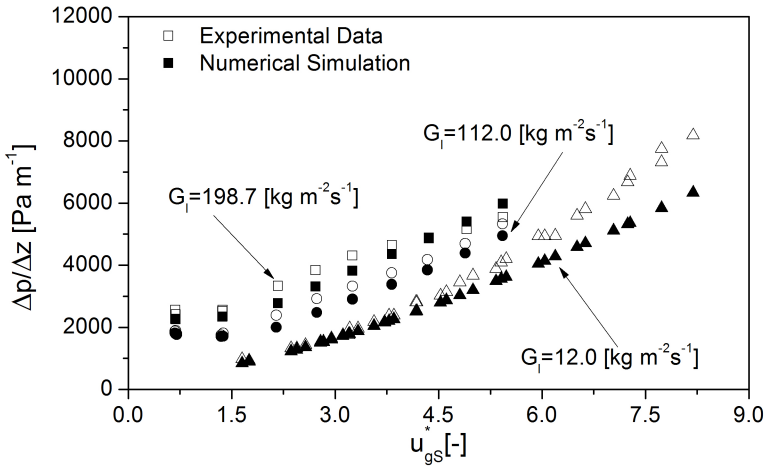 12000
10000
8000
6000
4000
2000
0
Δp/Δz [Pa m⁻¹]
□ Experimental Data
■ Numerical Simulation
G_l=112.0 [kg m⁻²s⁻¹]
G_l=198.7 [kg m⁻²s⁻¹]
G_l=12.0 [kg m⁻²s⁻¹]
0.0 1.5 3.0 4.5 6.0 7.5 9.0
u*_gS[-]